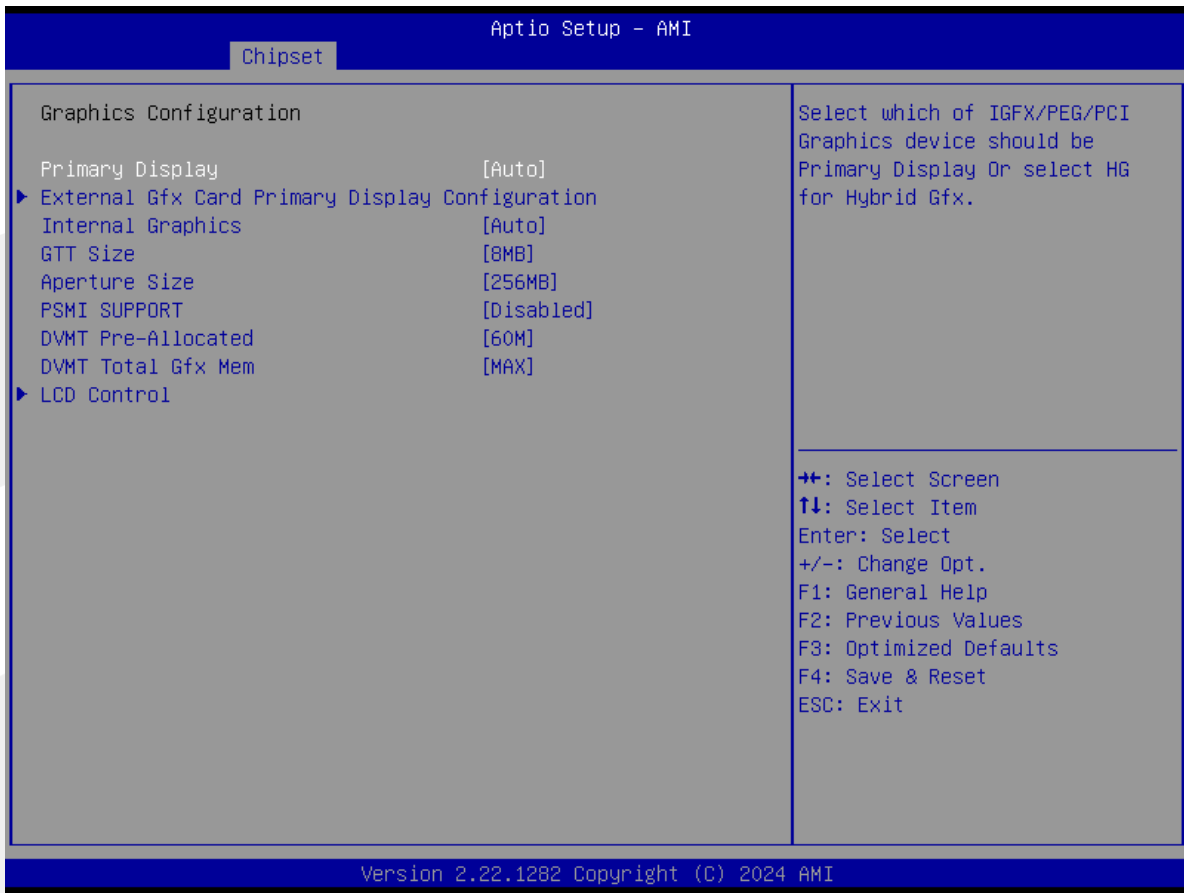 Aptio Setup – AMI
Chipset
Graphics Configuration
Primary Display [Auto]
External Gfx Card Primary Display Configuration
Internal Graphics [Auto]
GTT Size [8MB]
Aperture Size [256MB]
PSMI SUPPORT [Disabled]
DVMT Pre-Allocated [60M]
DVMT Total Gfx Mem [MAX]
LCD Control
Select which of IGFX/PEG/PCI
Graphics device should be
Primary Display Or select HG
for Hybrid Gfx.
→←: Select Screen
↑↓: Select Item
Enter: Select
+/-: Change Opt.
F1: General Help
F2: Previous Values
F3: Optimized Defaults
F4: Save & Reset
ESC: Exit
Version 2.22.1282 Copyright (C) 2024 AMI